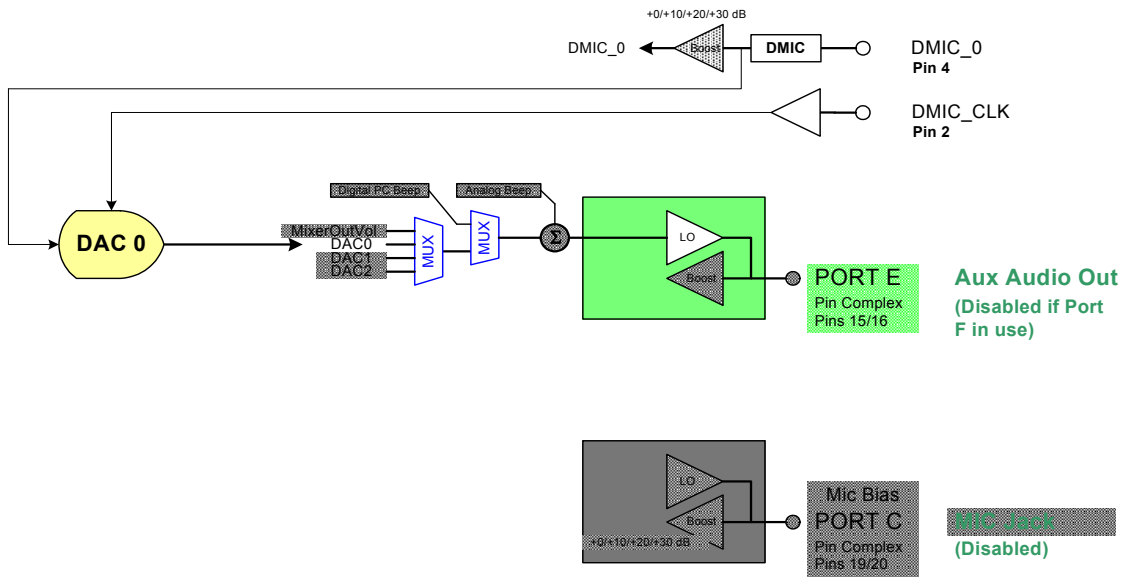 +0/+10/+20/+30 dB
DMIC_0
Boost
DMIC
DMIC_0
Pin 4
DMIC_CLK
Pin 2
Digital PC Beep
Analog Beep
DAC 0
MixerOutVol
DAC0
DAC1
DAC2
MUX
MUX
Σ
LO
Boost
PORT E
Pin Complex
Pins 15/16
Aux Audio Out
(Disabled if Port
F in use)
LO
Boost
+0/+10/+20/+30 dB
Mic Bias
PORT C
Pin Complex
Pins 19/20
MIC Jack
(Disabled)